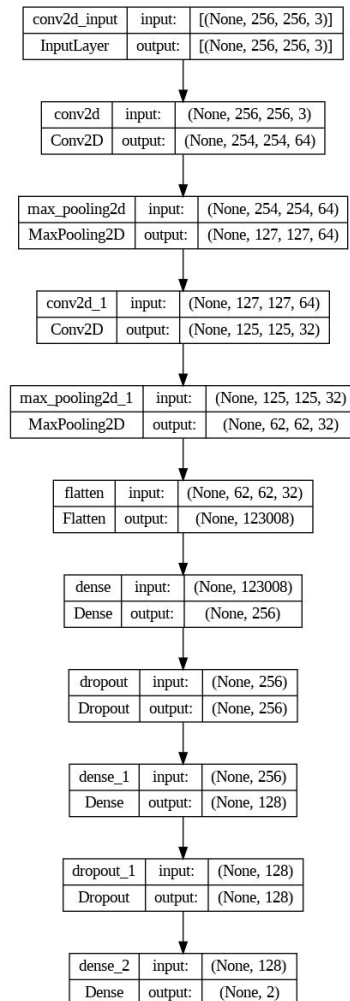 conv2d_input input: [(None, 256, 256, 3)]
InputLayer output: [(None, 256, 256, 3)]
conv2d input: (None, 256, 256, 3)
Conv2D output: (None, 254, 254, 64)
max_pooling2d input: (None, 254, 254, 64)
MaxPooling2D output: (None, 127, 127, 64)
conv2d_1 input: (None, 127, 127, 64)
Conv2D output: (None, 125, 125, 32)
max_pooling2d_1 input: (None, 125, 125, 32)
MaxPooling2D output: (None, 62, 62, 32)
flatten input: (None, 62, 62, 32)
Flatten output: (None, 123008)
dense input: (None, 123008)
Dense output: (None, 256)
dropout input: (None, 256)
Dropout output: (None, 256)
dense_1 input: (None, 256)
Dense output: (None, 128)
dropout_1 input: (None, 128)
Dropout output: (None, 128)
dense_2 input: (None, 128)
Dense output: (None, 2)